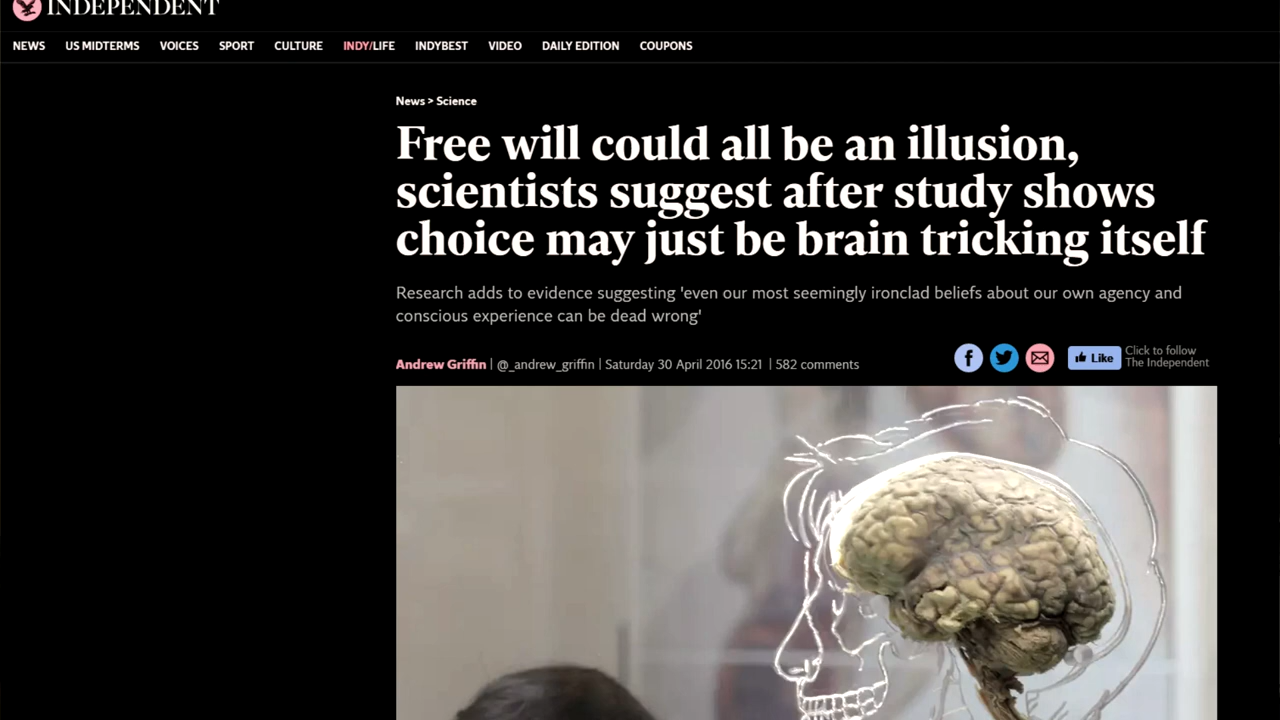 INDEPENDENT
NEWS US MIDTERMS VOICES SPORT CULTURE INDY/LIFE INDYBEST VIDEO DAILY EDITION COUPONS
News > Science
Free will could all be an illusion,
scientists suggest after study shows
choice may just be brain tricking itself
Research adds to evidence suggesting 'even our most seemingly ironclad beliefs about our own agency and
conscious experience can be dead wrong'
Andrew Griffin | @_andrew_griffin | Saturday 30 April 2016 15:21 | 582 comments
f Like Click to follow
The Independent